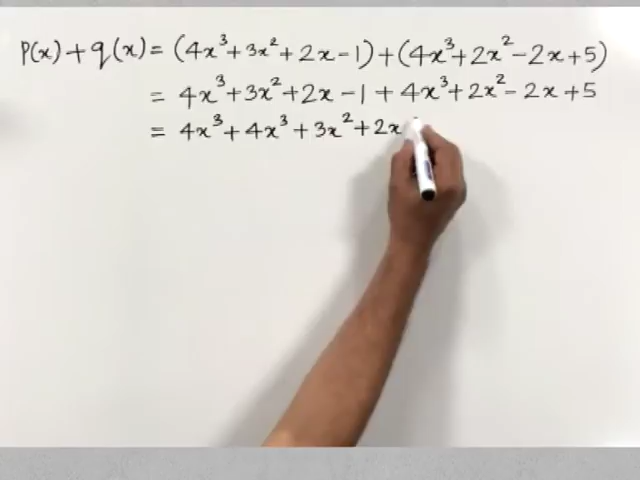 P(x) + q(x) = (4x³ + 3x² + 2x - 1) + (4x³ + 2x² - 2x + 5)
= 4x³ + 3x² + 2x - 1 + 4x³ + 2x² - 2x + 5
= 4x³ + 4x³ + 3x² + 2x